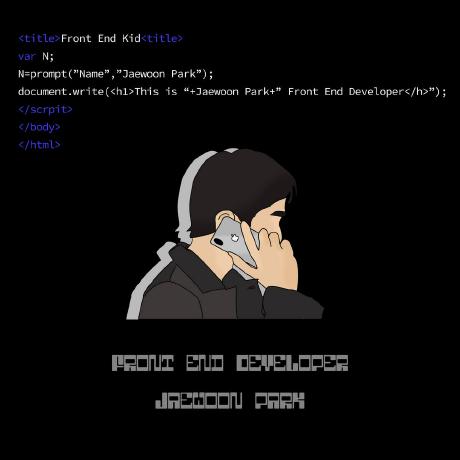 <title>Front End Kid<title>
var N;
N=prompt(”Name”,”Jaewoon Park”);
document.write(<h1>This is “+Jaewoon Park+” Front End Developer</h>”);
</scrpit>
</body>
</html>
FRONT END DEVELOPER
JAEWOON PARK